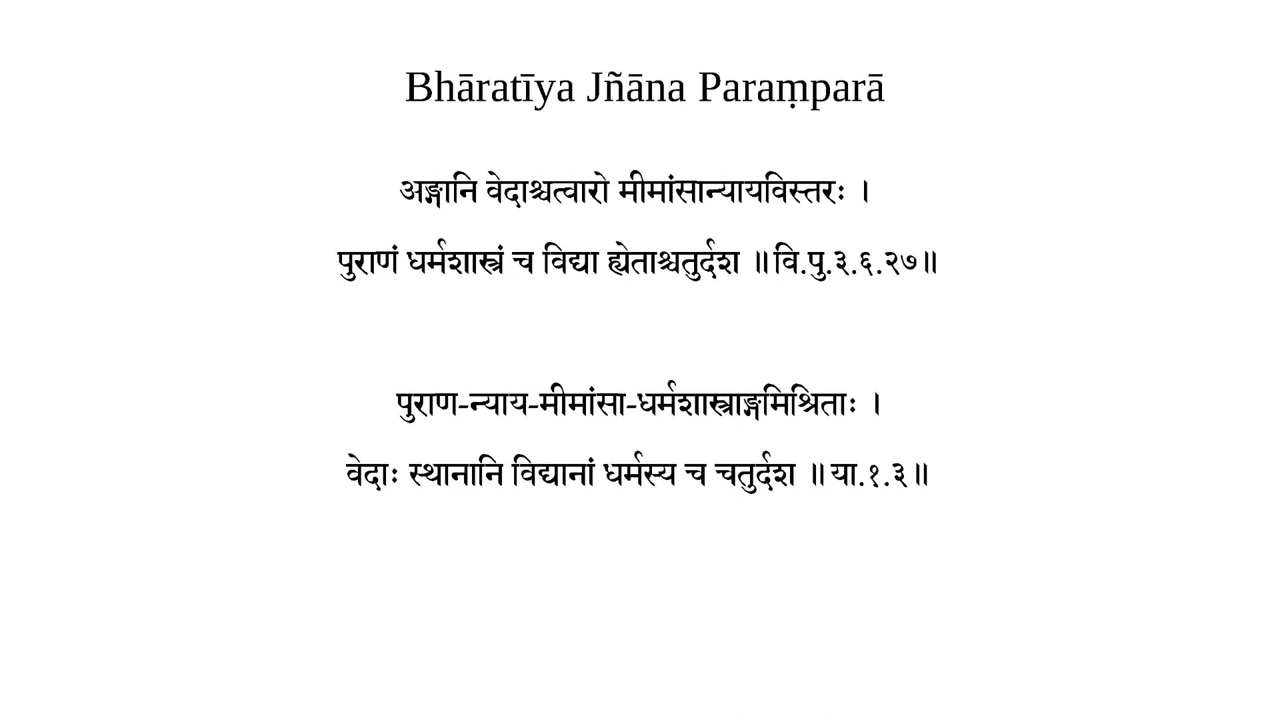 Bhāratīya Jñāna Paraṃparā
अङ्गानि वेदाश्चत्वारो मीमांसान्यायविस्तरः ।
पुराणं धर्मशास्त्रं च विद्या ह्येताश्चतुर्दश ॥ वि.पु.३.६.२७॥
पुराण-न्याय-मीमांसा-धर्मशास्त्राङ्गमिश्रिताः ।
वेदाः स्थानानि विद्यानां धर्मस्य च चतुर्दश ॥ या.१.३॥